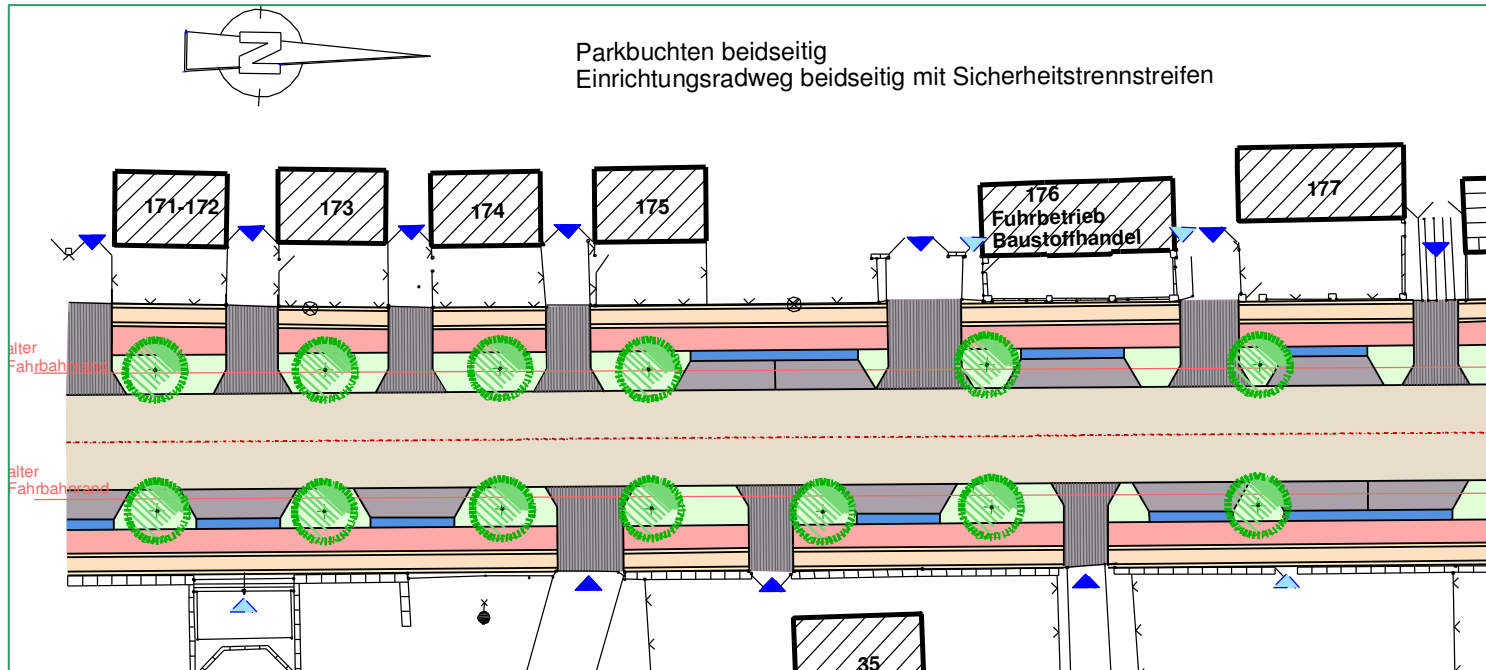 N
Parkbuchten beidseitig
Einrichtungsradweg beidseitig mit Sicherheitstrennstreifen
171-172
173
174
175
176
Fuhrbetrieb
Baustoffhandel
177
alter
Fahrbahnrand
alter
Fahrbahnrand
35